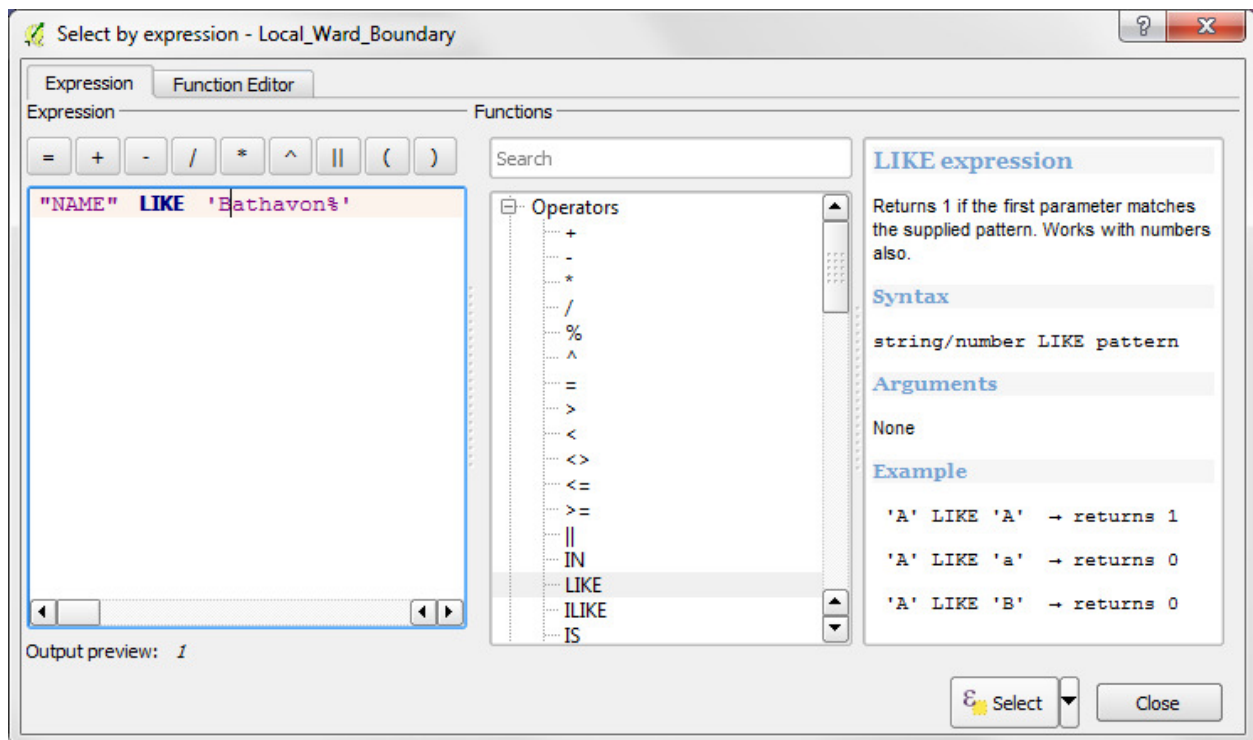 Select by expression - Local_Ward_Boundary
?
X
Expression
Function Editor
Expression
= + - / * ^ || ( )
"NAME" LIKE 'Bathavon%'
Output preview: 1
Functions
Search
Operators
+
-
*
/
%
^
=
>
<
<>
<=
>=
||
IN
LIKE
ILIKE
IS
LIKE expression
Returns 1 if the first parameter matches
the supplied pattern. Works with numbers
also.
Syntax
string/number LIKE pattern
Arguments
None
Example
'A' LIKE 'A' → returns 1
'A' LIKE 'a' → returns 0
'A' LIKE 'B' → returns 0
ε Select
Close